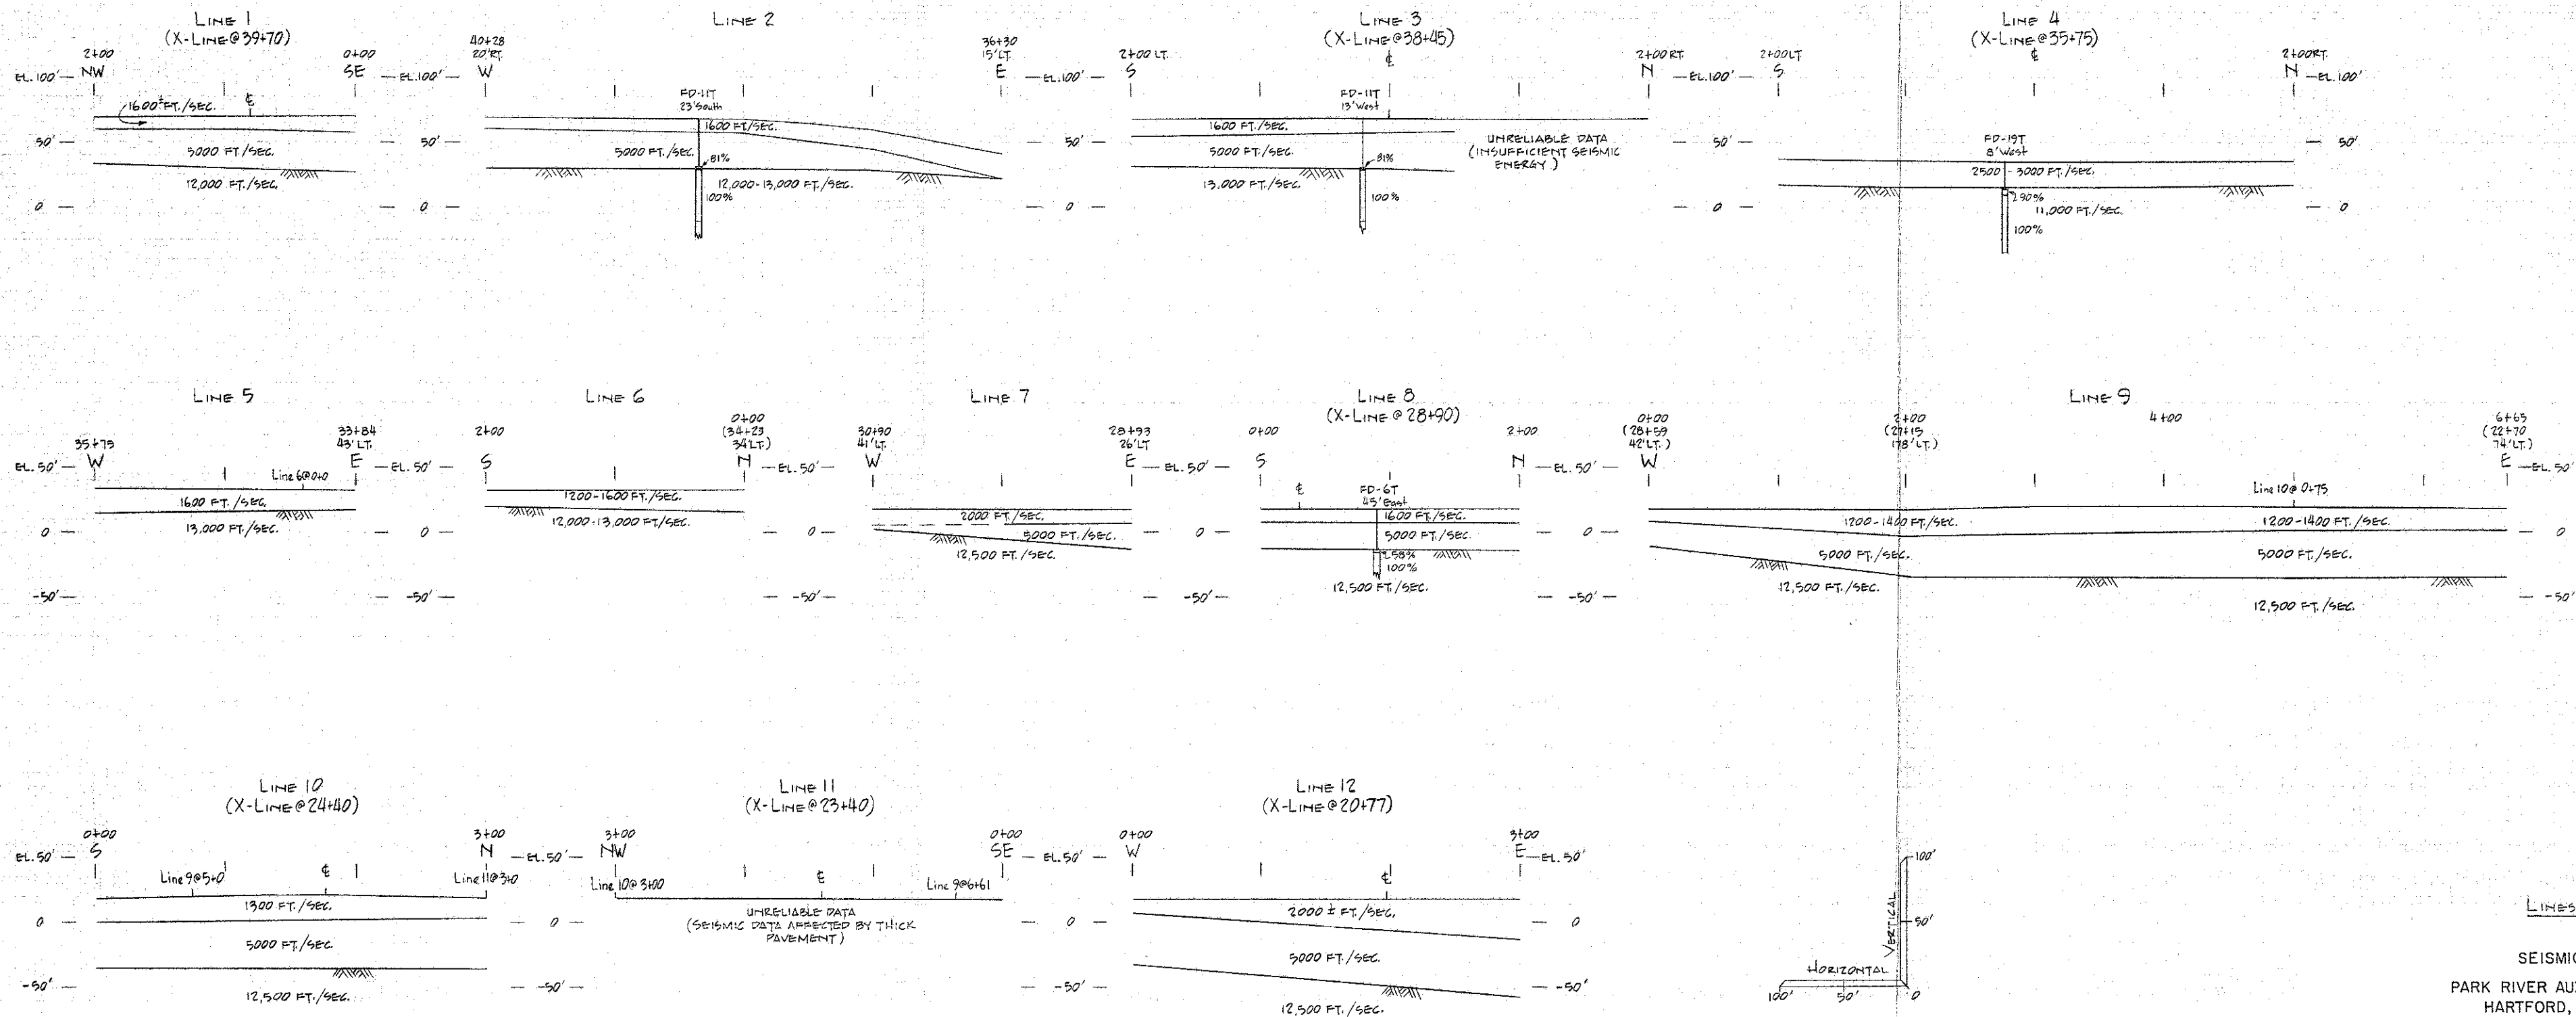 LINE 1
(X-LINE@39+70)
2+00
NW
0+00
SE
EL.100'
EL.100'
1600± FT./SEC.
℄
50'
50'
5000 FT./SEC.
12,000 FT./SEC.
0
0
LINE 2
40+28
20'RT.
W
36+30
15'LT.
E
EL.100'
FD-11T
23'South
1600 FT/SEC.
5000 FT./SEC.
81%
12,000-13,000 FT./SEC.
100%
50'
0
LINE 3
(X-LINE@38+45)
℄
2+00 LT.
S
2+00 RT.
N
EL.100'
FD-11T
13'West
1600 FT./SEC.
5000 FT./SEC.
81%
13,000 FT./SEC.
100%
UNRELIABLE DATA
(INSUFFICIENT SEISMIC
ENERGY)
50'
0
LINE 4
(X-LINE@35+75)
℄
2+00LT.
S
2+00RT.
N
EL.100'
FD-19T
8'West
2500 - 3000 FT./SEC.
11,000 FT./SEC.
100%
50'
0
LINE 5
35+75
W
33+84
43'LT.
E
EL. 50'
EL. 50'
Line 6@0+0
1600 FT./SEC.
13,000 FT./SEC.
0
0
-50'
-50'
LINE 6
2+00
S
0+00
(34+23
34'LT.)
N
EL. 50'
1200-1600 FT./SEC.
12,000-13,000 FT/SEC.
0
-50'
LINE 7
30+90
41'LT.
W
28+93
26'LT
E
EL. 50'
2000 FT./SEC.
5000 FT./SEC.
12,500 FT./SEC.
0
-50'
LINE 8
(X-LINE@28+90)
0+00
S
2+00
N
EL. 50'
℄
FD-6T
45'East
1600 FT./SEC.
5000 FT./SEC.
100%
12,500 FT./SEC.
0
-50'
LINE 9
0+00
(28+59
42'LT.)
W
2+00
4+00
6+65
(22+70
74'LT.)
E
EL. 50'
Line 10@0+75
1200-1400 FT./SEC.
1200-1400 FT./SEC.
5000 FT./SEC.
5000 FT./SEC.
12,500 FT./SEC.
12,500 FT./SEC.
0
-50'
LINE 10
(X-LINE@24+40)
0+00
S
3+00
N
EL. 50'
EL. 50'
Line 9@5+0
℄
Line 11@3+0
1300 FT./SEC.
5000 FT./SEC.
12,500 FT./SEC.
0
0
-50'
-50'
LINE 11
(X-LINE@23+40)
3+00
NW
0+00
SE
EL. 50'
Line 10@3+00
℄
Line 9@6+61
UNRELIABLE DATA
(SEISMIC DATA AFFECTED BY THICK
PAVEMENT)
0
-50'
LINE 12
(X-LINE@20+77)
0+00
W
3+00
E
EL. 50'
℄
2000 ± FT./SEC.
5000 FT./SEC.
12,500 FT./SEC.
0
-50'
100'
50'
VERTICAL
HORIZONTAL
100'
50'
0
LINES
SEISMIC
PARK RIVER AU
HARTFORD,